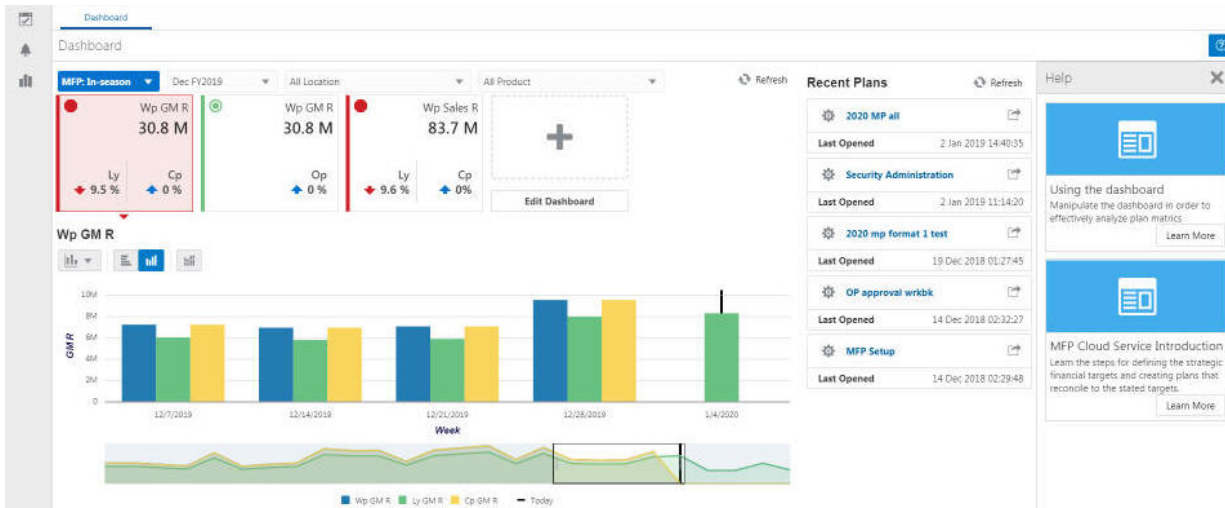 Dashboard
Dashboard
MFP: In-season
Dec FY2019
All Location
All Product
Refresh
Wp GM R
30.8 M
Ly
9.5 %
Cp
0 %
Wp GM R
30.8 M
Op
0 %
Wp Sales R
83.7 M
Ly
9.6 %
Cp
0%
Edit Dashboard
Wp GM R
10M
8M
6M
4M
2M
0
GM R
12/7/2019
12/14/2019
12/21/2019
12/28/2019
1/4/2020
Week
Wp GM R
Ly GM R
Cp GM R
Today
Recent Plans
Refresh
2020 MP all
Last Opened 2 Jan 2019 14:40:35
Security Administration
Last Opened 2 Jan 2019 11:14:20
2020 mp format 1 test
Last Opened 19 Dec 2018 01:27:45
OP approval wrkbk
Last Opened 14 Dec 2018 02:32:27
MFP Setup
Last Opened 14 Dec 2018 02:29:48
Help
Using the dashboard
Manipulate the dashboard in order to
effectively analyze plan matrics
Learn More
MFP Cloud Service Introduction
Learn the steps for defining the strategic
financial targets and creating plans that
reconcile to the stated targets.
Learn More